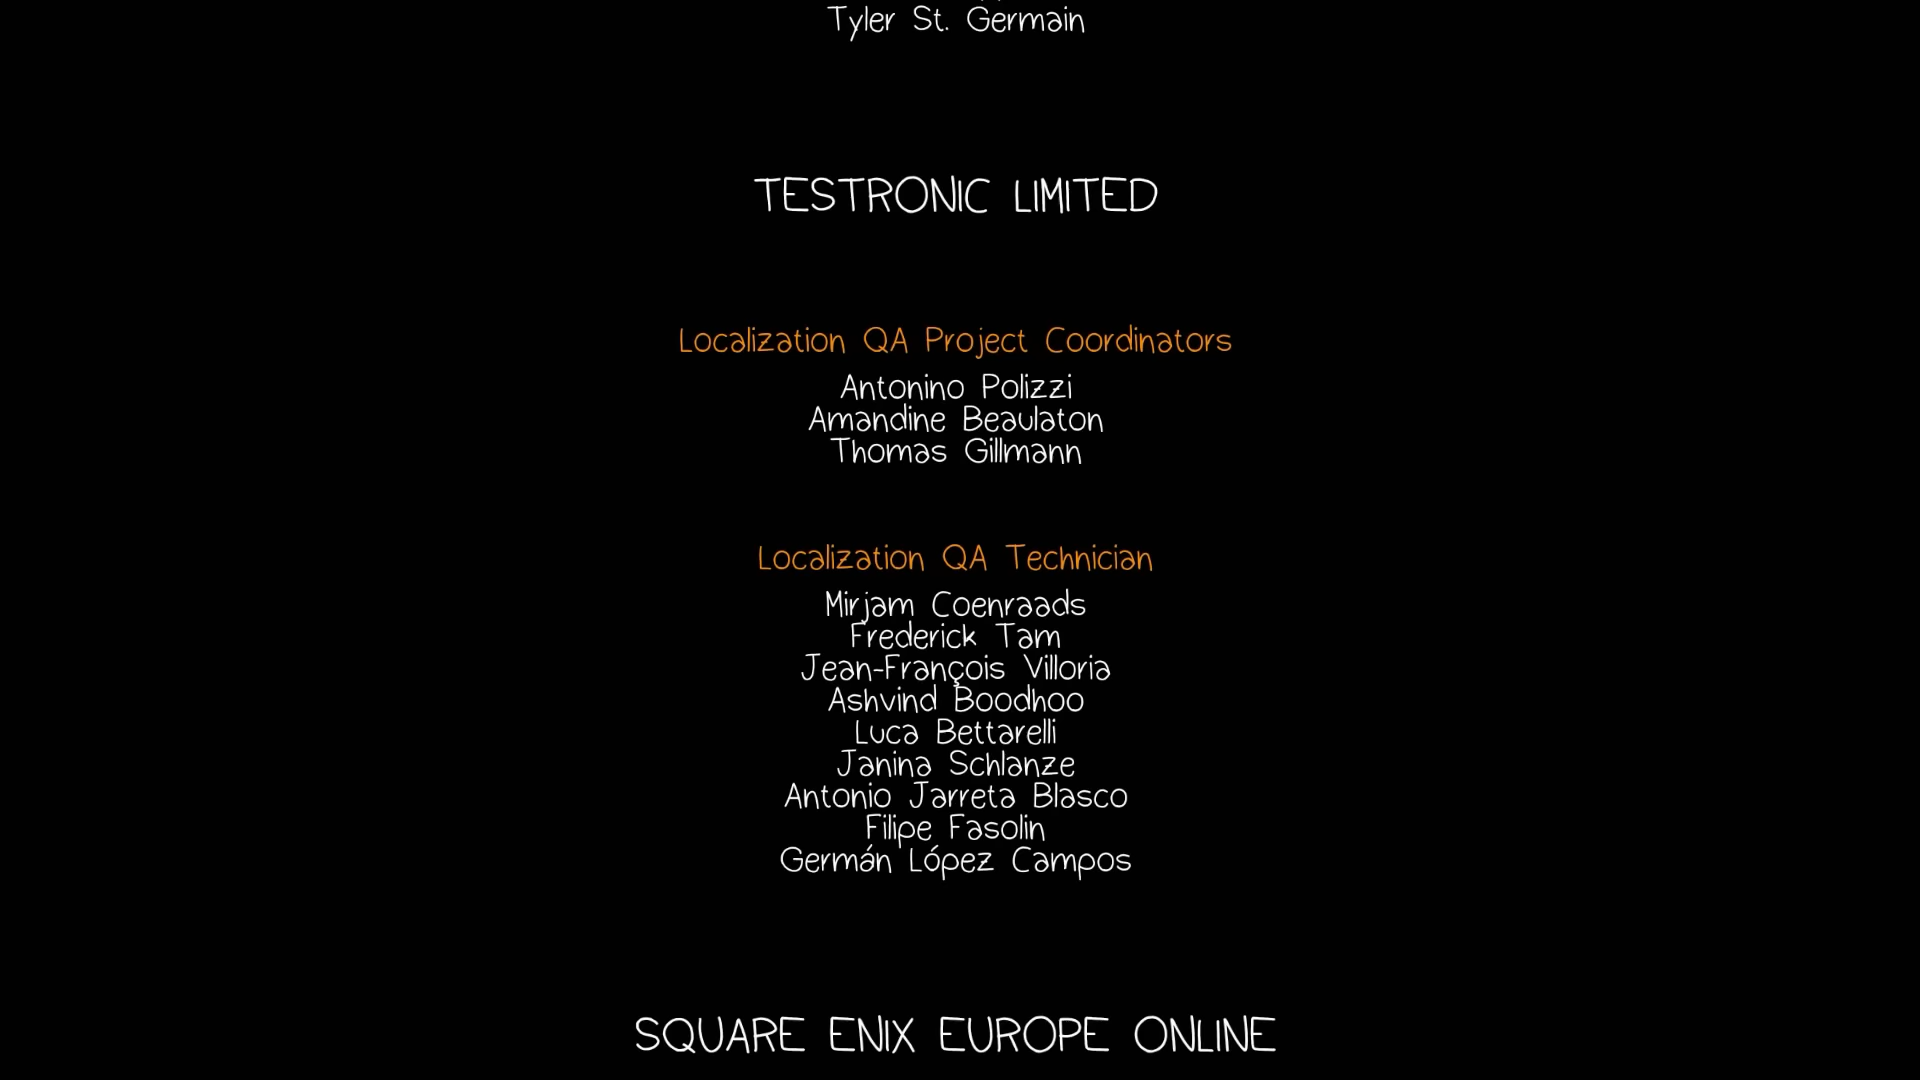 Tyler St. Germain
TESTRONIC LIMITED
Localization QA Project Coordinators
Antonino Polizzi
Amandine Beaulaton
Thomas Gillmann
Localization QA Technician
Mirjam Coenraads
Frederick Tam
Jean-François Villoria
Ashvind Boodhoo
Luca Bettarelli
Janina Schlanze
Antonio Jarreta Blasco
Filipe Fasolin
Germán López Campos
SQUARE ENIX EUROPE ONLINE